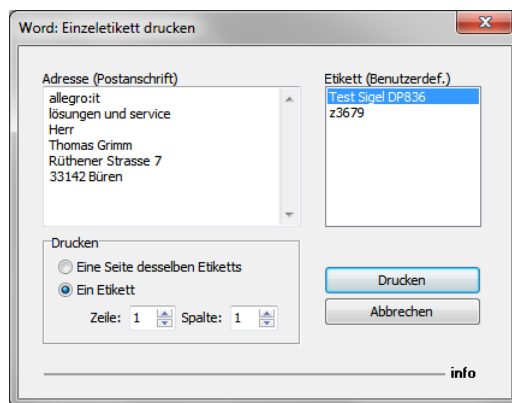 Word: Einzeletikett drucken
Adresse (Postanschrift)
allegro:it
lösungen und service
Herr
Thomas Grimm
Rüthener Strasse 7
33142 Büren
Etikett (Benutzerdef.)
Test Sigel DP836
z3679
Drucken
Eine Seite desselben Etiketts
Ein Etikett
Zeile: 1 Spalte: 1
Drucken
Abbrechen
info